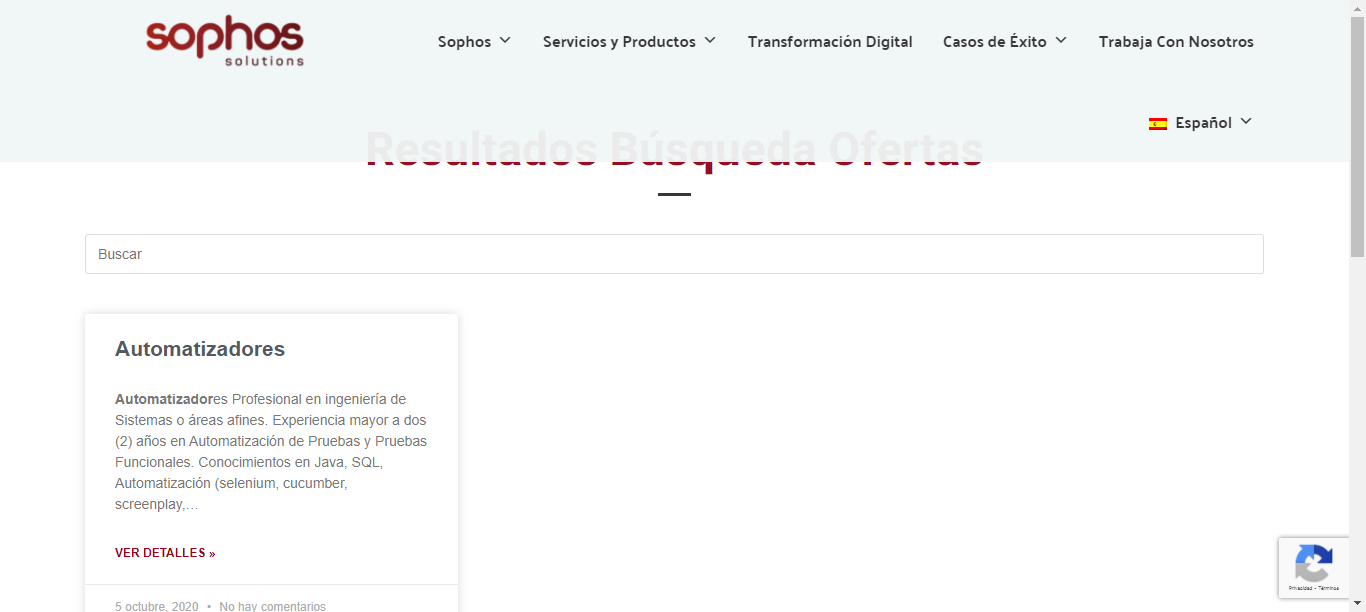 sophos
solutions
Sophos
Servicios y Productos
Transformación Digital
Casos de Éxito
Trabaja Con Nosotros
Español
Resultados Búsqueda Ofertas
Buscar
Automatizadores
Automatizadores Profesional en ingeniería de
Sistemas o áreas afines. Experiencia mayor a dos
(2) años en Automatización de Pruebas y Pruebas
Funcionales. Conocimientos en Java, SQL,
Automatización (selenium, cucumber,
screenplay,…
VER DETALLES »
5 octubre, 2020 • No hay comentarios
Privacidad - Términos